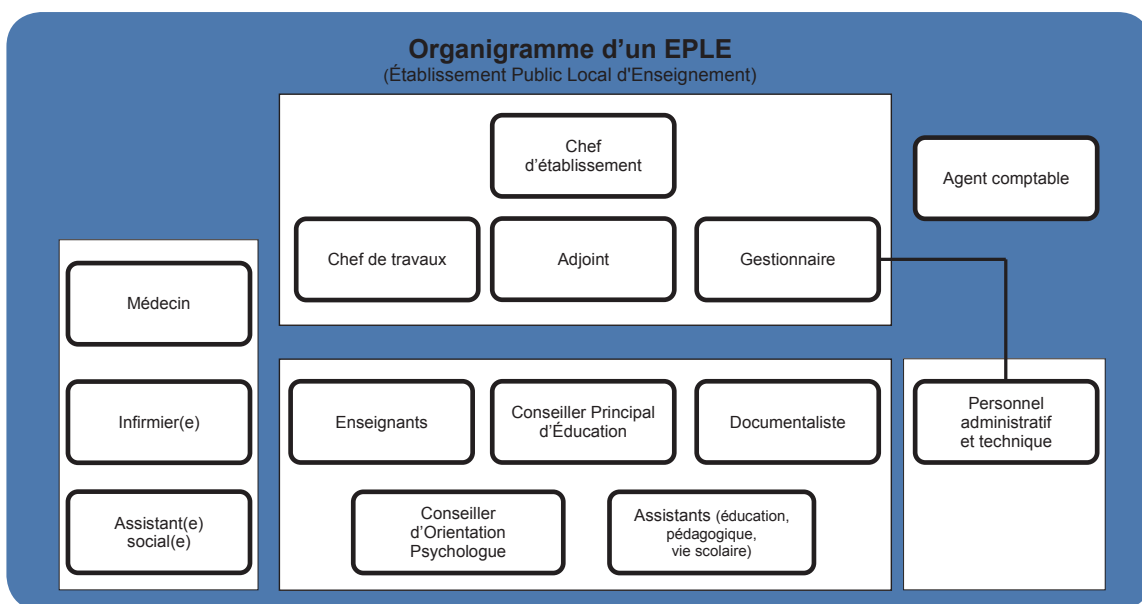 Organigramme d'un EPLE
(Établissement Public Local d'Enseignement)
Chef
d'établissement
Agent comptable
Chef de travaux
Adjoint
Gestionnaire
Médecin
Infirmier(e)
Assistant(e)
social(e)
Enseignants
Conseiller Principal
d'Éducation
Documentaliste
Conseiller
d'Orientation
Psychologue
Assistants (éducation,
pédagogique,
vie scolaire)
Personnel
administratif
et technique